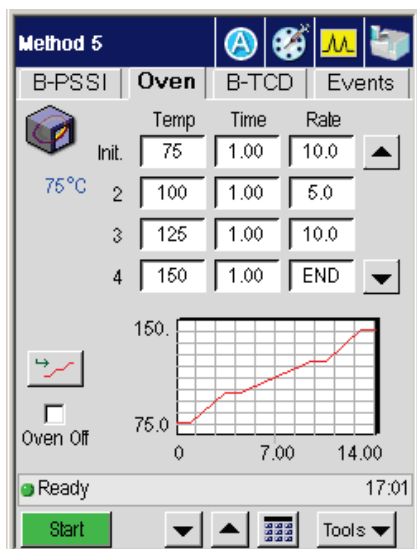 Method 5 A
B-PSSI Oven B-TCD Events
Temp Time Rate
Init. 75 1.00 10.0
75°C
2 100 1.00 5.0
3 125 1.00 10.0
4 150 1.00 END
150.
75.0
0 7.00 14.00
Oven Off
Ready 17:01
Start Tools